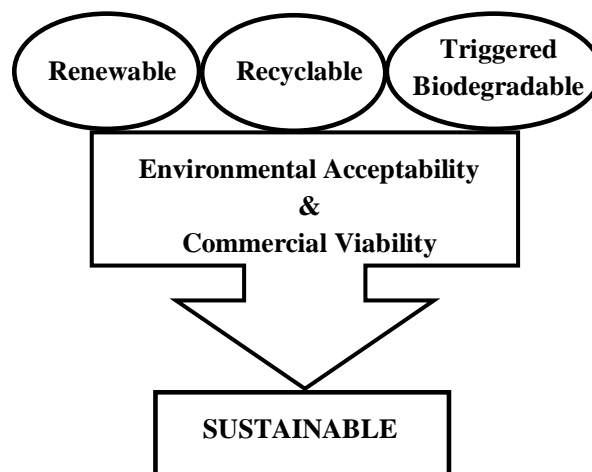 Renewable
Recyclable
Triggered
Biodegradable
Environmental Acceptability
&
Commercial Viability
SUSTAINABLE